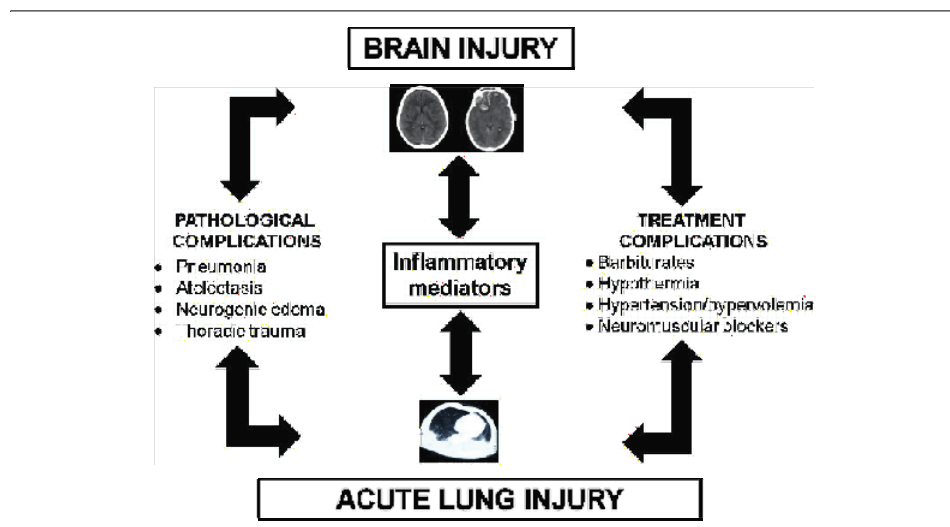 BRAIN INJURY
PATHOLOGICAL
COMPLICATIONS
• Pneumonia
• Atelectasis
• Neurogenic edema
• Thoracic trauma
Inflammatory
mediators
TREATMENT
COMPLICATIONS
• Barbiturates
• Hypothermia
• Hypertension/hypervolemia
• Neuromuscular blockers
ACUTE LUNG INJURY